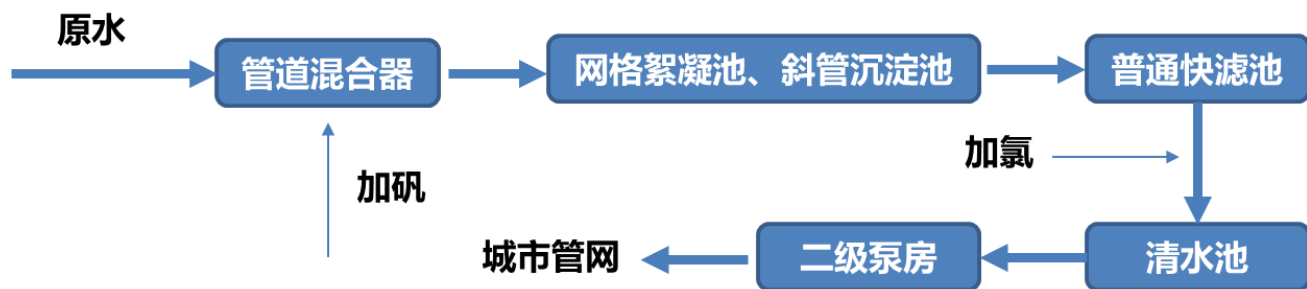 原水
管道混合器
网格絮凝池、斜管沉淀池
普通快滤池
加矾
加氯
城市管网
二级泵房
清水池